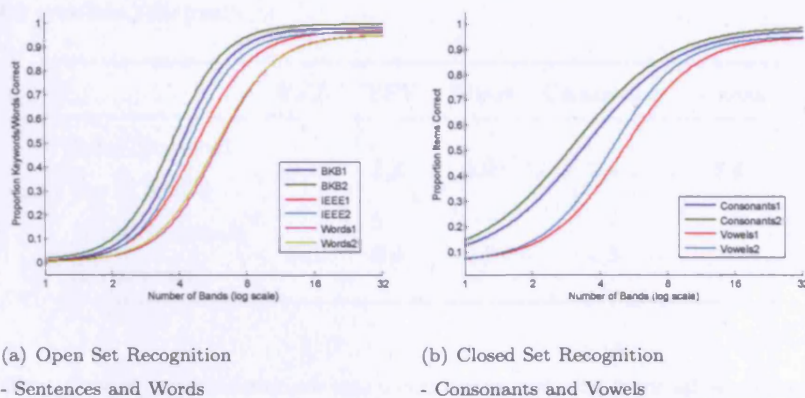 1
0.9
0.8
0.7
0.6
0.5
0.4
0.3
0.2
0.1
0
Proportion Keywords/Words Correct
BKB1
BKB2
IEEE1
IEEE2
Words1
Words2
1 2 4 8 16 32
Number of Bands (log scale)
1
0.9
0.8
0.7
0.6
0.5
0.4
0.3
0.2
0.1
Proportion Items Correct
Consonants1
Consonants2
Vowels1
Vowels2
1 2 4 8 16 32
Number of Bands (log scale)
(a) Open Set Recognition
- Sentences and Words
(b) Closed Set Recognition
- Consonants and Vowels